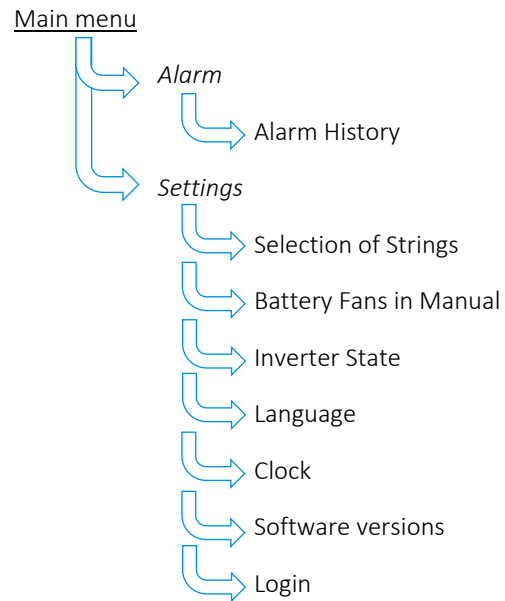 Main menu
Alarm
Alarm History
Settings
Selection of Strings
Battery Fans in Manual
Inverter State
Language
Clock
Software versions
Login